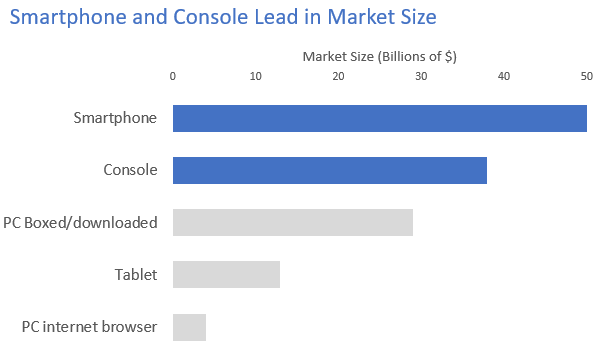 Smartphone and Console Lead in Market Size
Market Size (Billions of $)
0 10 20 30 40 50
Smartphone
Console
PC Boxed/downloaded
Tablet
PC internet browser